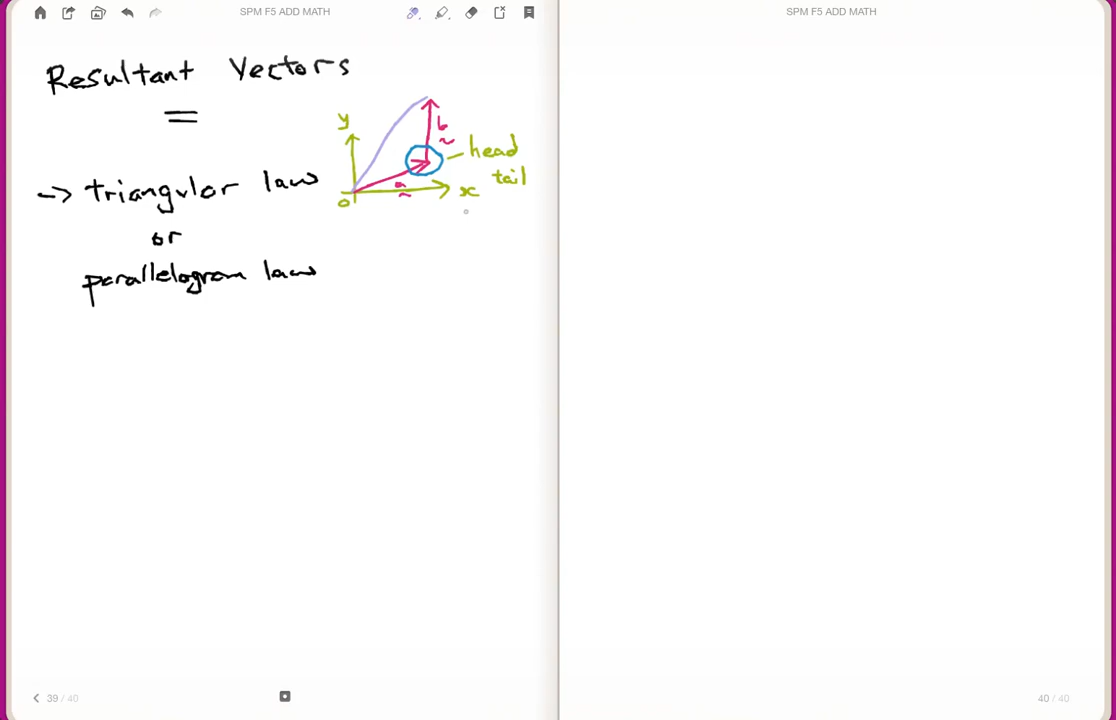 SPM F5 ADD MATH
SPM F5 ADD MATH
Resultant Vectors
=
y
b
~
head
tail
a
~
x
0
-> triangular law
or
parallelogram law
39 / 40
40 / 40